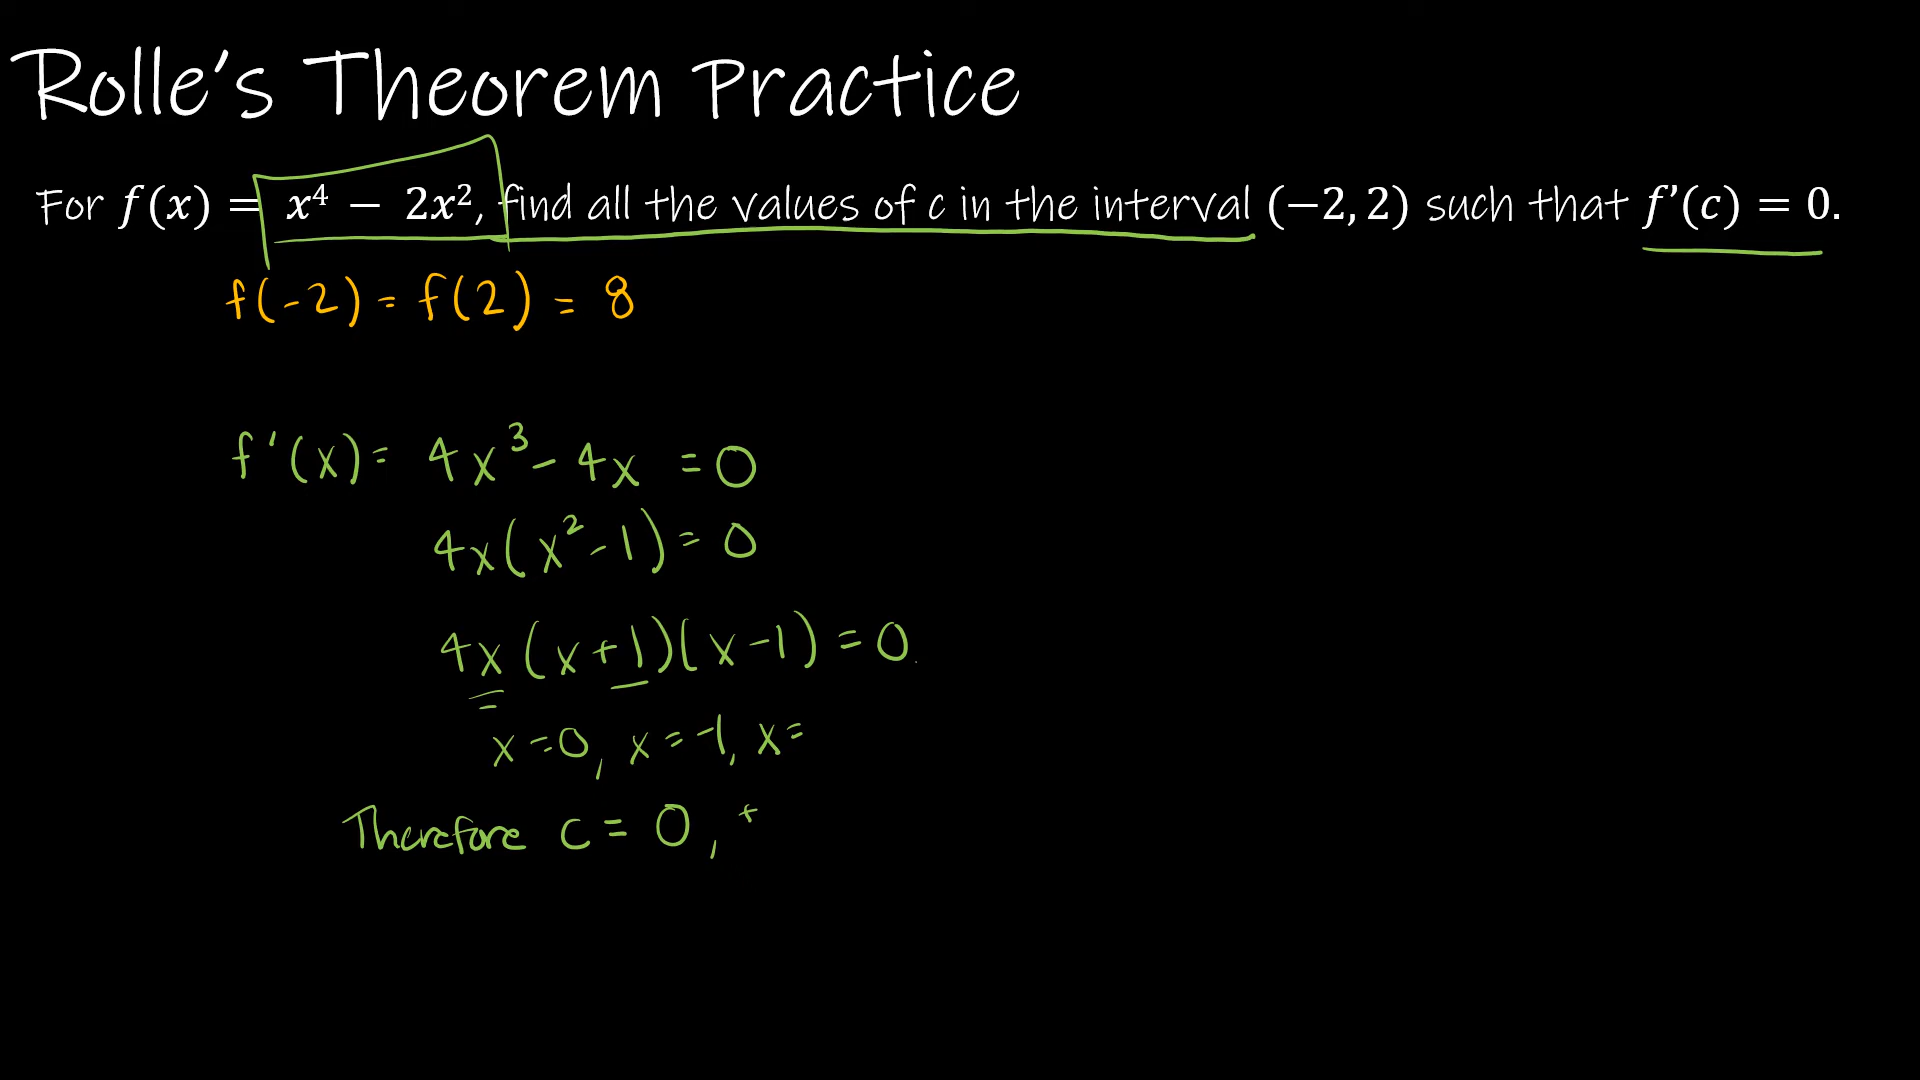 Rolle's Theorem Practice
For f(x) = x⁴ − 2x², find all the values of c in the interval (−2, 2) such that f'(c) = 0.
f(-2) = f(2) = 8
f'(x) = 4x³ - 4x = 0
4x(x² - 1) = 0
4x(x+1)(x-1) = 0
x = 0, x = -1, x =
Therefore c = 0, +